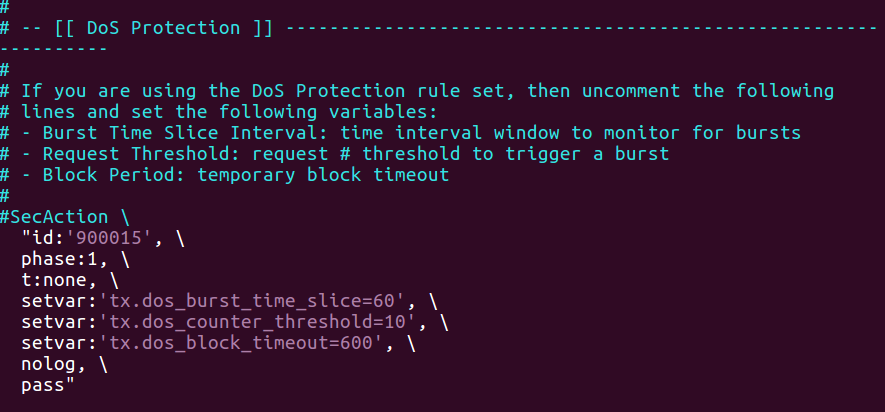 #
# -- [[ DoS Protection ]] ---------------------------------------------------------
----------
#
# If you are using the DoS Protection rule set, then uncomment the following
# lines and set the following variables:
# - Burst Time Slice Interval: time interval window to monitor for bursts
# - Request Threshold: request # threshold to trigger a burst
# - Block Period: temporary block timeout
#
#SecAction \
  "id:'900015', \
  phase:1, \
  t:none, \
  setvar:'tx.dos_burst_time_slice=60', \
  setvar:'tx.dos_counter_threshold=10', \
  setvar:'tx.dos_block_timeout=600', \
  nolog, \
  pass"